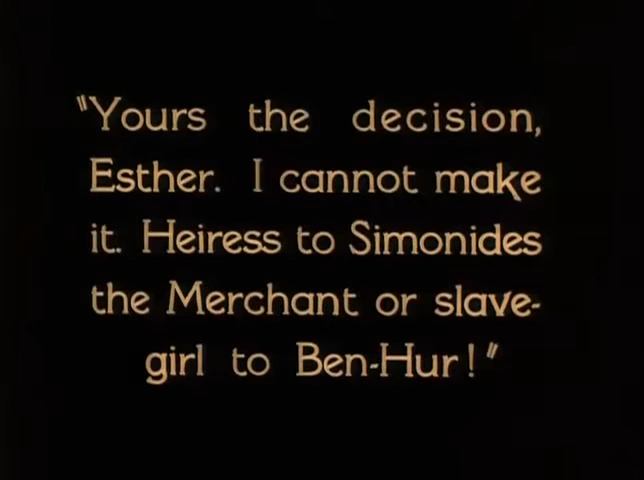 "Yours the decision,
Esther. I cannot make
it. Heiress to Simonides
the Merchant or slave-
girl to Ben-Hur!"